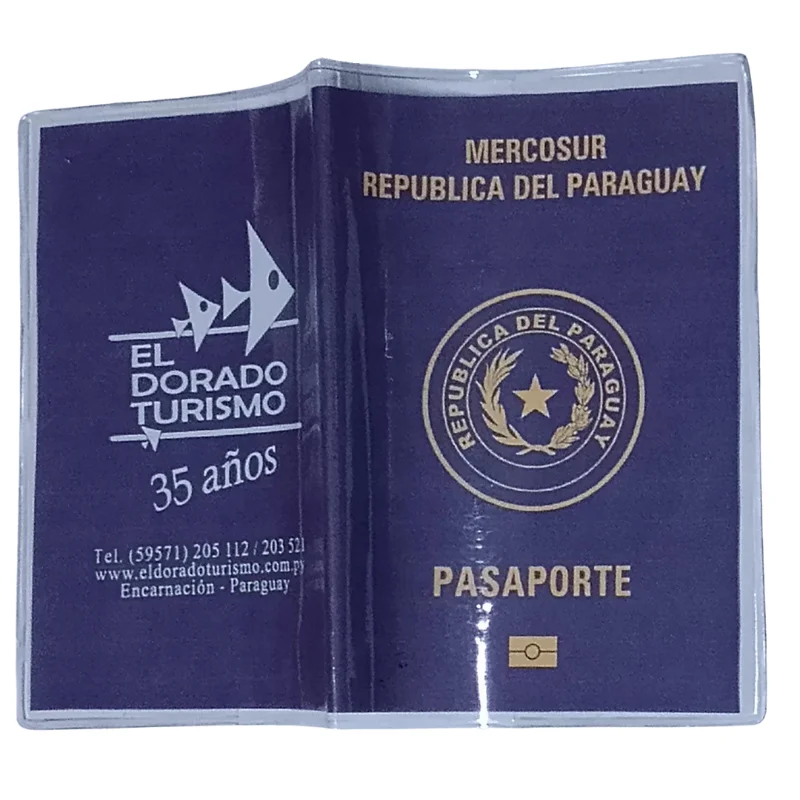 EL
DORADO
TURISMO
35 años
Tel. (59571) 205 112 / 203 521
www.eldoradoturismo.com.py
Encarnación - Paraguay
MERCOSUR
REPUBLICA DEL PARAGUAY
REPUBLICA DEL PARAGUAY
PASAPORTE